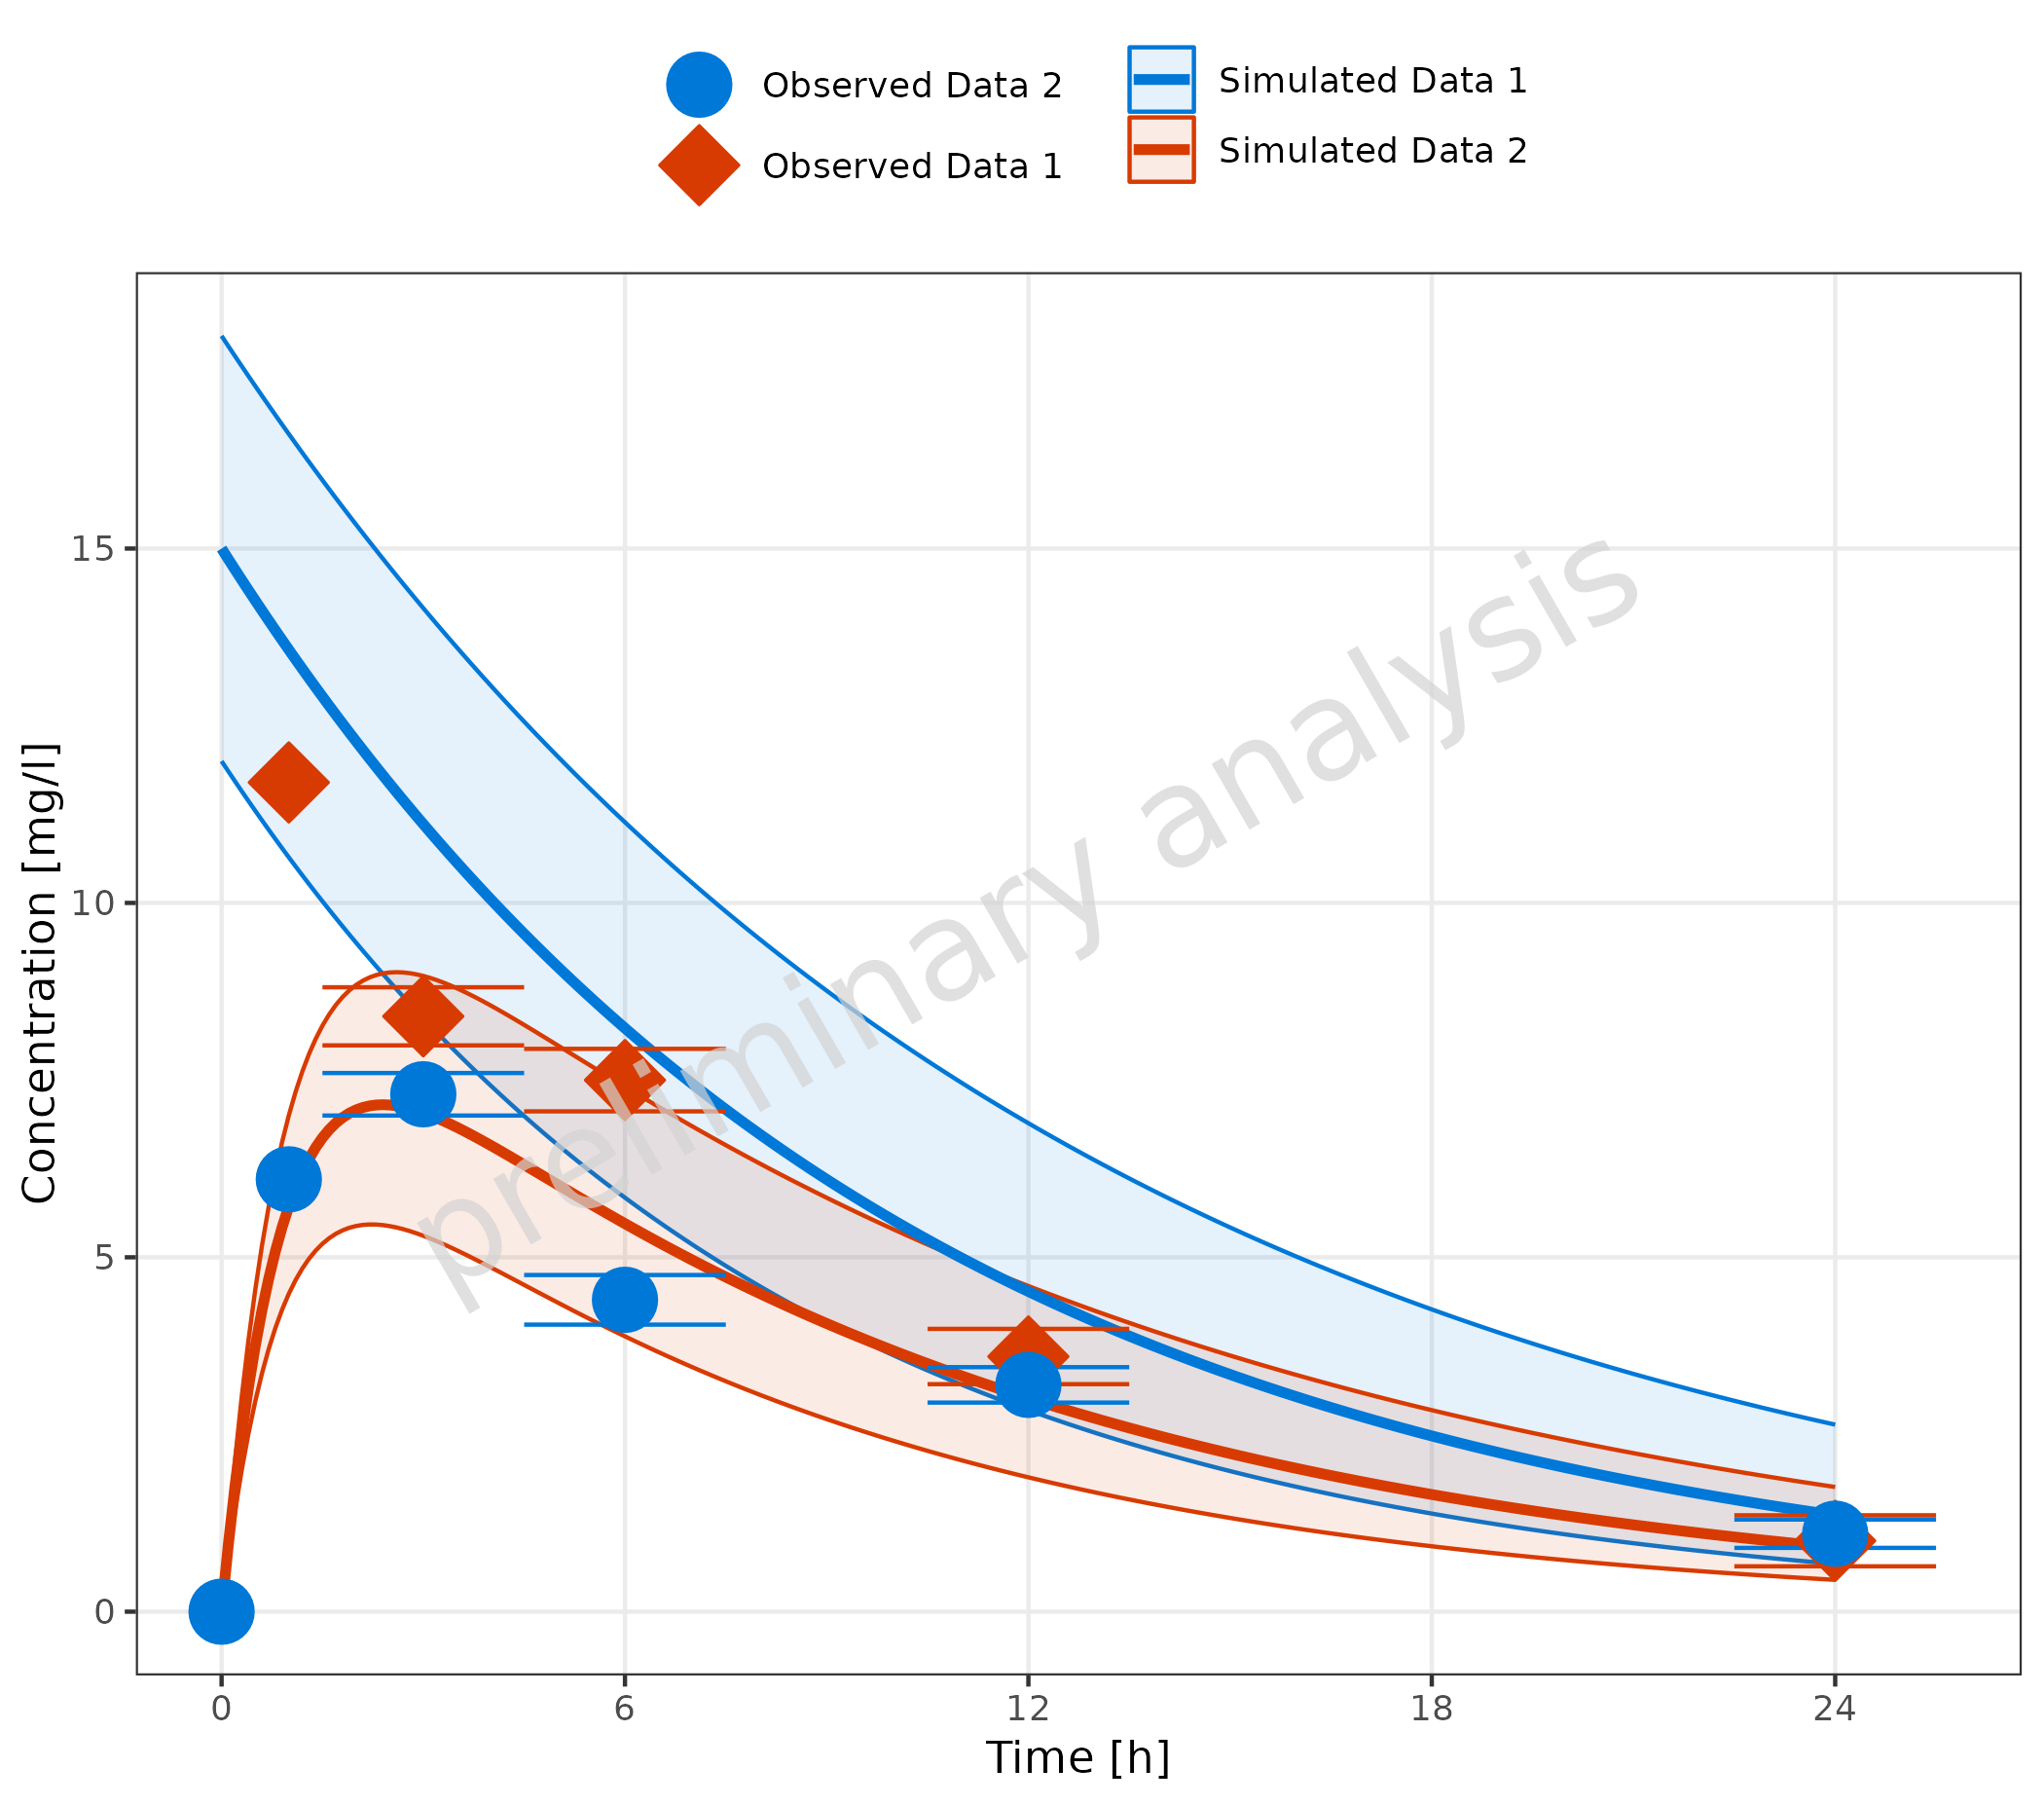 Observed Data 2
Observed Data 1
Simulated Data 1
Simulated Data 2
Concentration [mg/l]
15
10
5
0
preliminary analysis
0 6 12 18 24
Time [h]